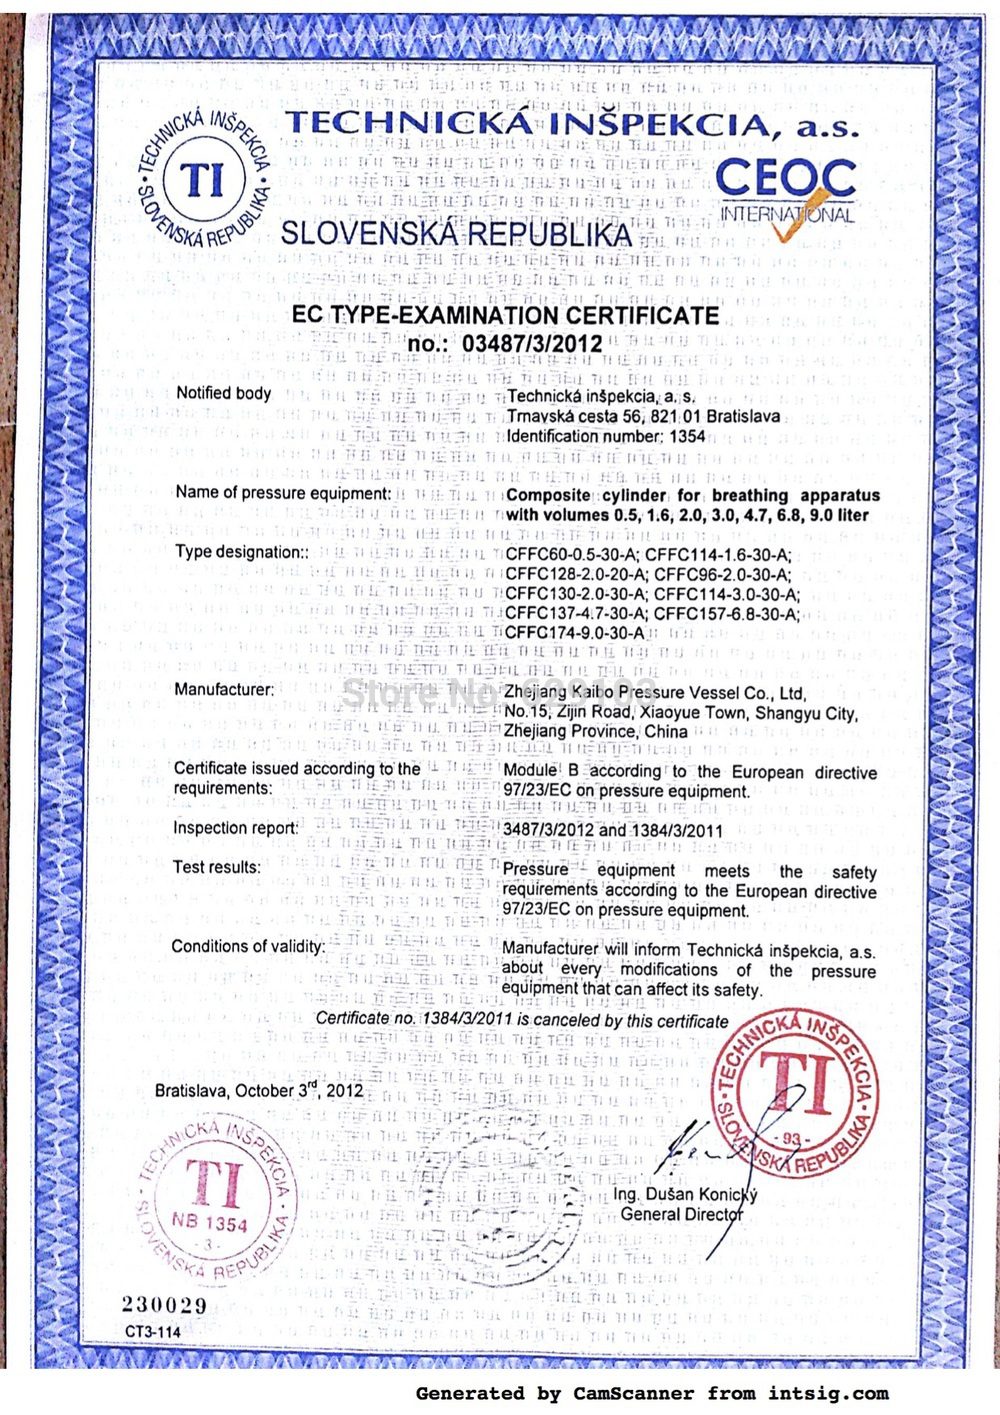 TECHNICKÁ INŠPEKCIA
TI
SLOVENSKÁ REPUBLIKA
TECHNICKÁ INŠPEKCIA, a.s.
CEOC
INTERNATIONAL
SLOVENSKÁ REPUBLIKA
EC TYPE-EXAMINATION CERTIFICATE
no.: 03487/3/2012
Notified body
Technická inšpekcia, a. s.
Trnavská cesta 56, 821 01 Bratislava
Identification number: 1354
Name of pressure equipment:
Composite cylinder for breathing apparatus
with volumes 0.5, 1.6, 2.0, 3.0, 4.7, 6.8, 9.0 liter
Type designation::
CFFC60-0.5-30-A; CFFC114-1.6-30-A;
CFFC128-2.0-20-A; CFFC96-2.0-30-A;
CFFC130-2.0-30-A; CFFC114-3.0-30-A;
CFFC137-4.7-30-A; CFFC157-6.8-30-A;
CFFC174-9.0-30-A
Manufacturer:
Zhejiang Kaibo Pressure Vessel Co., Ltd,
No.15, Zijin Road, Xiaoyue Town, Shangyu City,
Zhejiang Province, China
Store No:
Certificate issued according to the
requirements:
Module B according to the European directive
97/23/EC on pressure equipment.
Inspection report:
3487/3/2012 and 1384/3/2011
Test results:
Pressure equipment meets the safety
requirements according to the European directive
97/23/EC on pressure equipment.
Conditions of validity:
Manufacturer will inform Technická inšpekcia, a.s.
about every modifications of the pressure
equipment that can affect its safety.
Certificate no. 1384/3/2011 is canceled by this certificate
Bratislava, October 3rd, 2012
TECHNICKÁ INŠPEKCIA
TI
- 93 -
SLOVENSKÁ REPUBLIKA
Ing. Dušan Konický
General Director
TECHNICKÁ INŠPEKCIA
TI
NB 1354
- 3 -
SLOVENSKÁ REPUBLIKA
230029
CT3-114
Generated by CamScanner from intsig.com